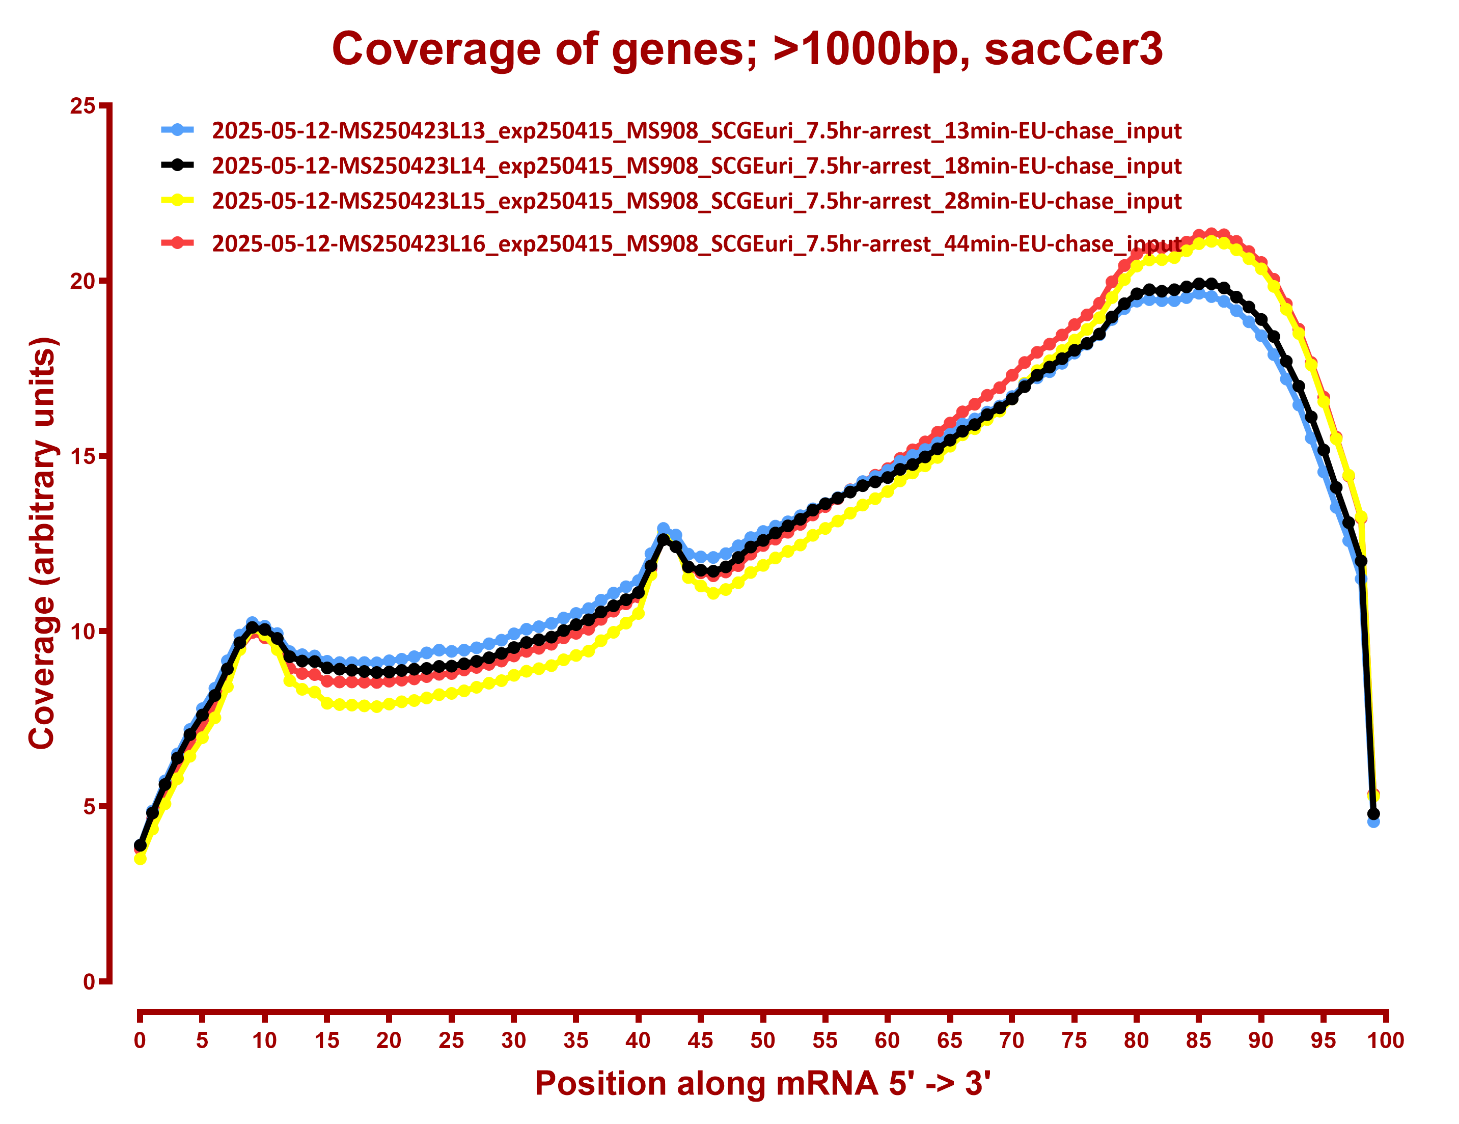 Coverage of genes; >1000bp, sacCer3
25
2025-05-12-MS250423L13_exp250415_MS908_SCGEuri_7.5hr-arrest_13min-EU-chase_input
2025-05-12-MS250423L14_exp250415_MS908_SCGEuri_7.5hr-arrest_18min-EU-chase_input
2025-05-12-MS250423L15_exp250415_MS908_SCGEuri_7.5hr-arrest_28min-EU-chase_input
2025-05-12-MS250423L16_exp250415_MS908_SCGEuri_7.5hr-arrest_44min-EU-chase_input
20
15
10
5
0
Coverage (arbitrary units)
0 5 10 15 20 25 30 35 40 45 50 55 60 65 70 75 80 85 90 95 100
Position along mRNA 5' -> 3'